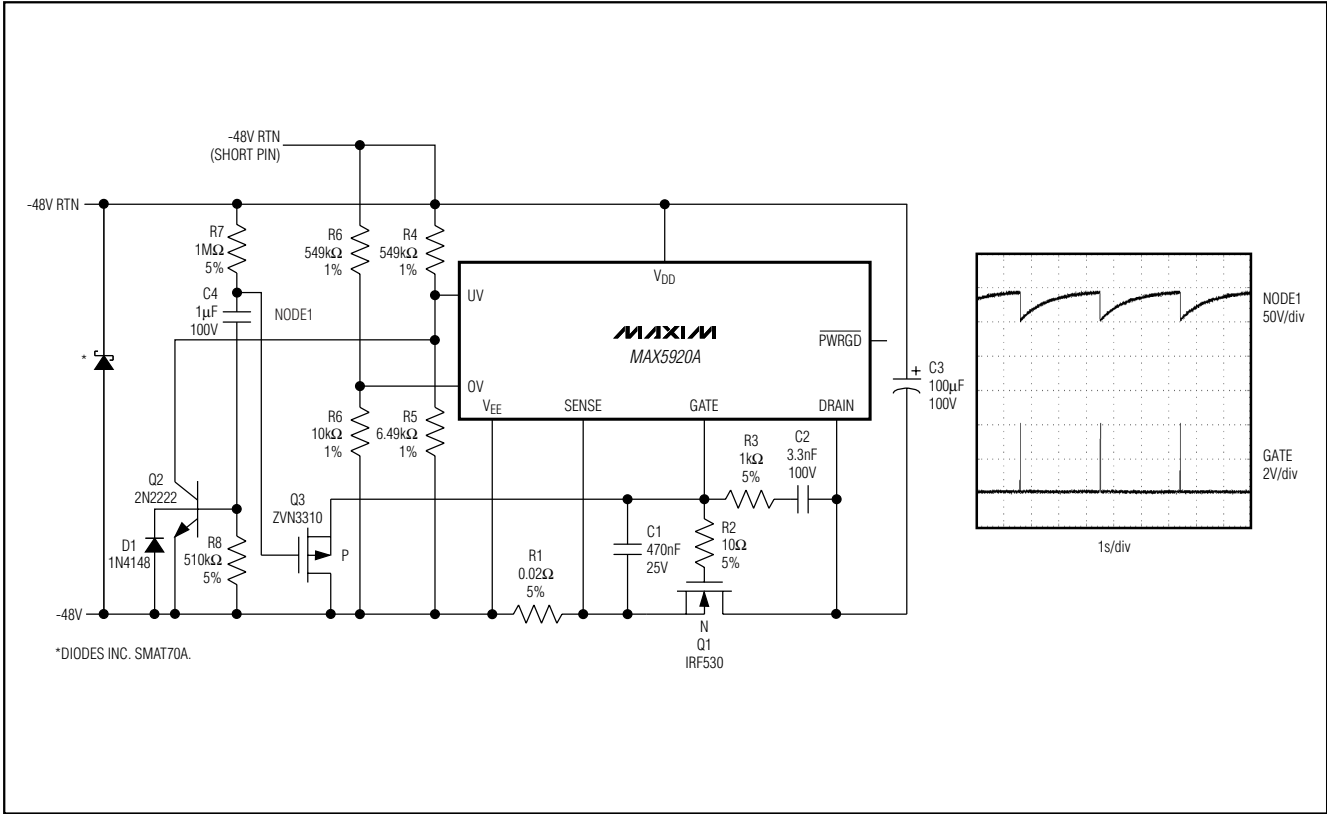 -48V RTN
(SHORT PIN)
-48V RTN
R7
1MΩ
5%
R6
549kΩ
1%
R4
549kΩ
1%
C4
1µF
100V
NODE1
VDD
UV
MAXIM
MAX5920A
PWRGD
OV
VEE
SENSE
GATE
DRAIN
C3
100µF
100V
+
R6
10kΩ
1%
R5
6.49kΩ
1%
*
Q2
2N2222
D1
1N4148
R8
510kΩ
5%
Q3
ZVN3310
P
R3
1kΩ
5%
C2
3.3nF
100V
C1
470nF
25V
R2
10Ω
5%
R1
0.02Ω
5%
-48V
N
Q1
IRF530
*DIODES INC. SMAT70A.
NODE1
50V/div
GATE
2V/div
1s/div